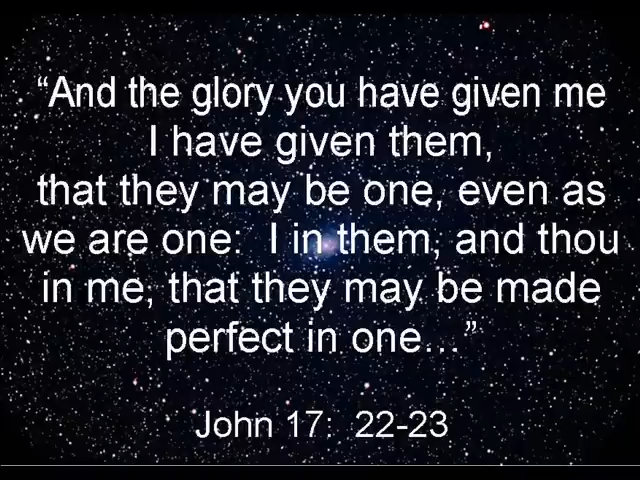 “And the glory you have given me
I have given them,
that they may be one, even as
we are one:  I in them, and thou
in me, that they may be made
perfect in one…”
John 17:  22-23